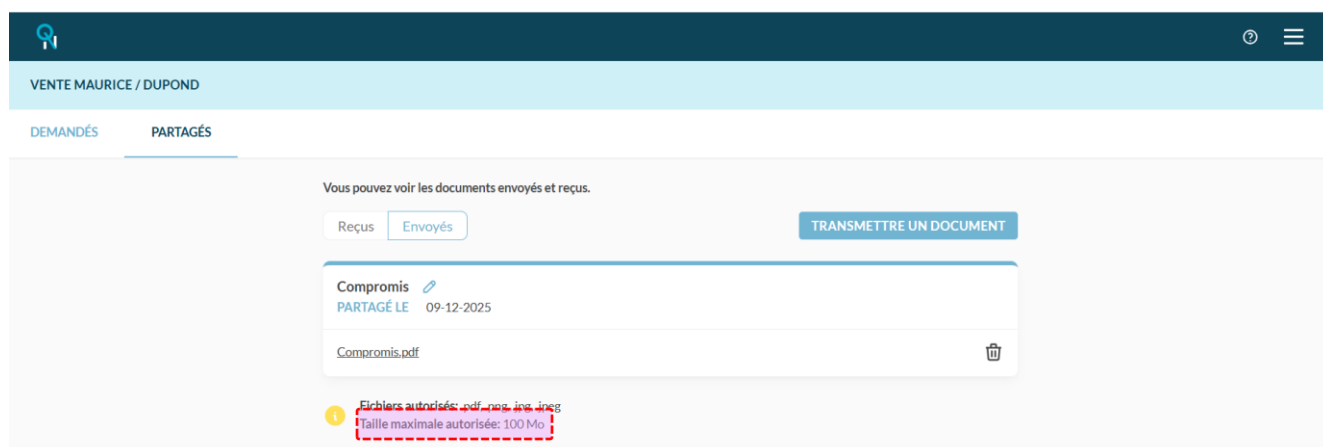 QN
VENTE MAURICE / DUPOND
DEMANDÉS PARTAGÉS
Vous pouvez voir les documents envoyés et reçus.
Reçus Envoyés TRANSMETTRE UN DOCUMENT
Compromis
PARTAGÉ LE 09-12-2025
Compromis.pdf
Fichiers autorisés: .pdf, .png, .jpg, .jpeg
Taille maximale autorisée: 100 Mo